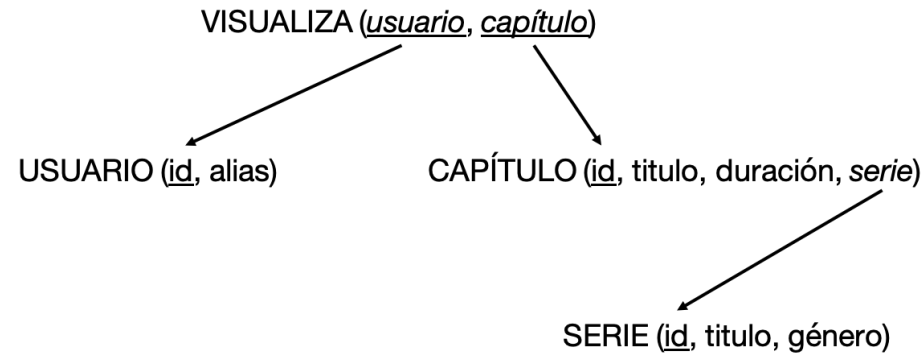 VISUALIZA (usuario, capítulo)
USUARIO (id, alias)
CAPÍTULO (id, titulo, duración, serie)
SERIE (id, titulo, género)